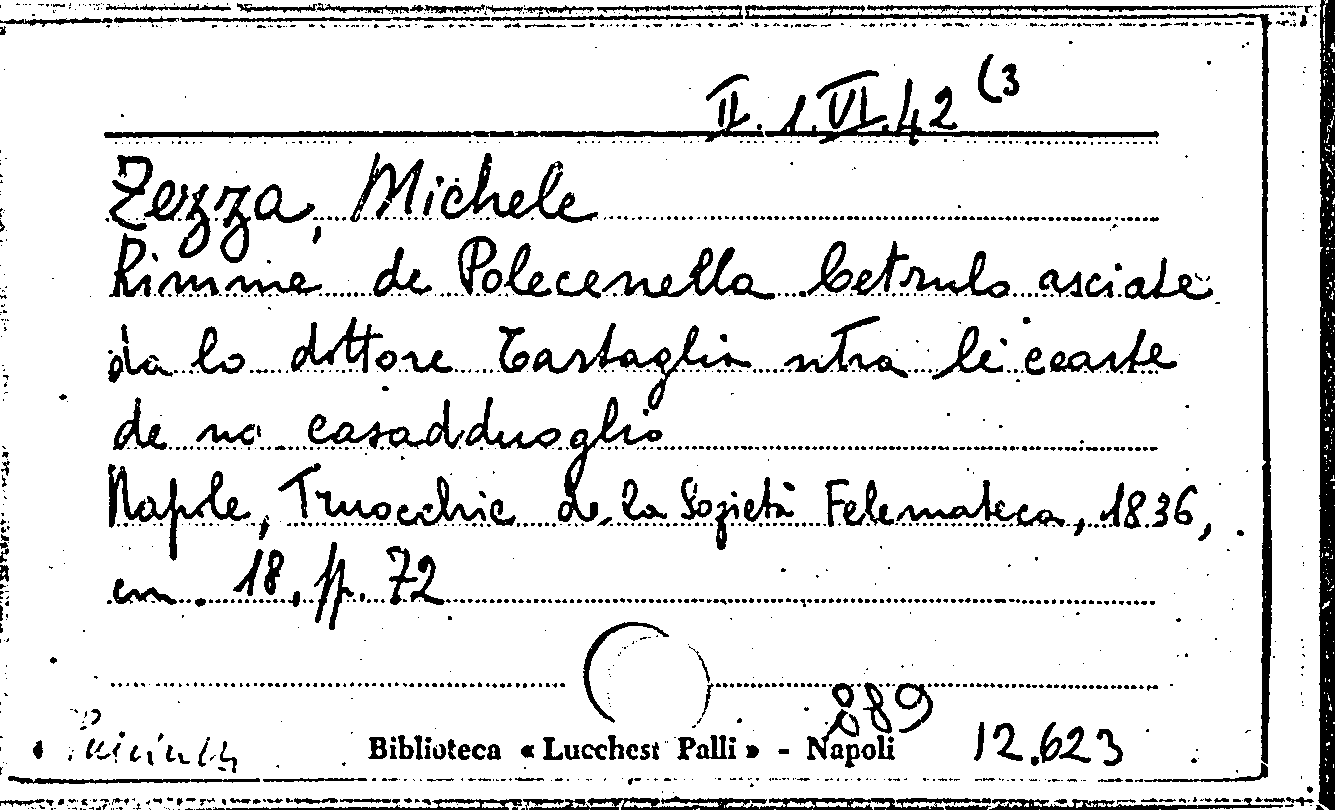 II. 1. VI. 42 (3
Zezza, Michele
Rimme de Polecenella Cetrulo asciate
da lo dottore Tartaglia ntra le ccarte
de no casadduoglio
Napole, Truocchie de la Sozietà Felemateca, 1836,
cm. 18, pp. 72
889
Biblioteca « Lucchesi Palli » - Napoli 12.623